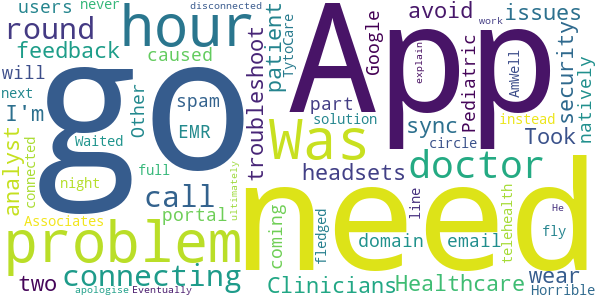 disconnected
users never
round hour
feedback caused
will
next spam
I'm go
Other
EMR
analyst
connected
Waited
night full
call
Associates
portal
ultimately
problem
two connecting
apologise Eventually
App
avoid issues
patient
TytoCare
Google
work
explain
troubleshoot
part
solution
sync
circle
Pediatric
AmWell
security
natively
instead
Took
Was
headsets doctor
need
coming
fledged
line
domain email
telehealth
He
fly
Clinicians Healthcare
wear
Horrible